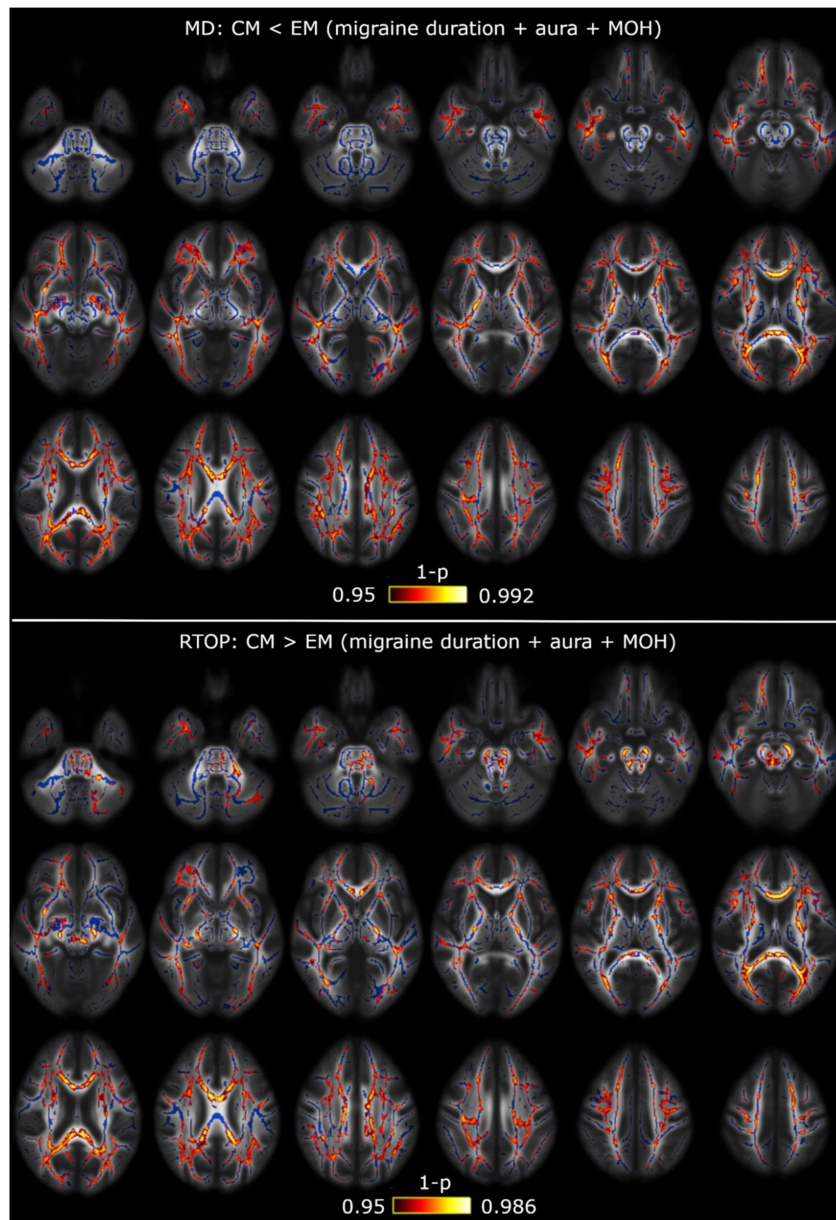 MD: CM < EM (migraine duration + aura + MOH)
1-p
0.95 0.992
RTOP: CM > EM (migraine duration + aura + MOH)
1-p
0.95 0.986